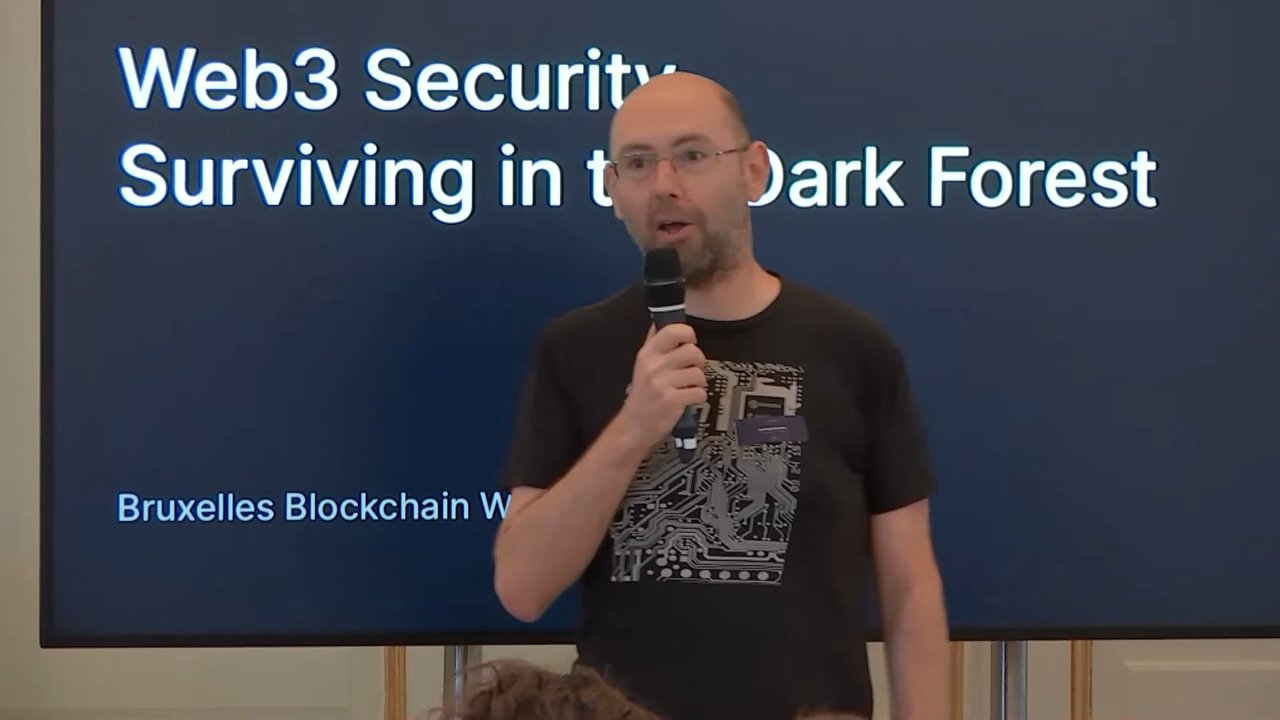 Web3 Security
Surviving in t Dark Forest
Bruxelles Blockchain W